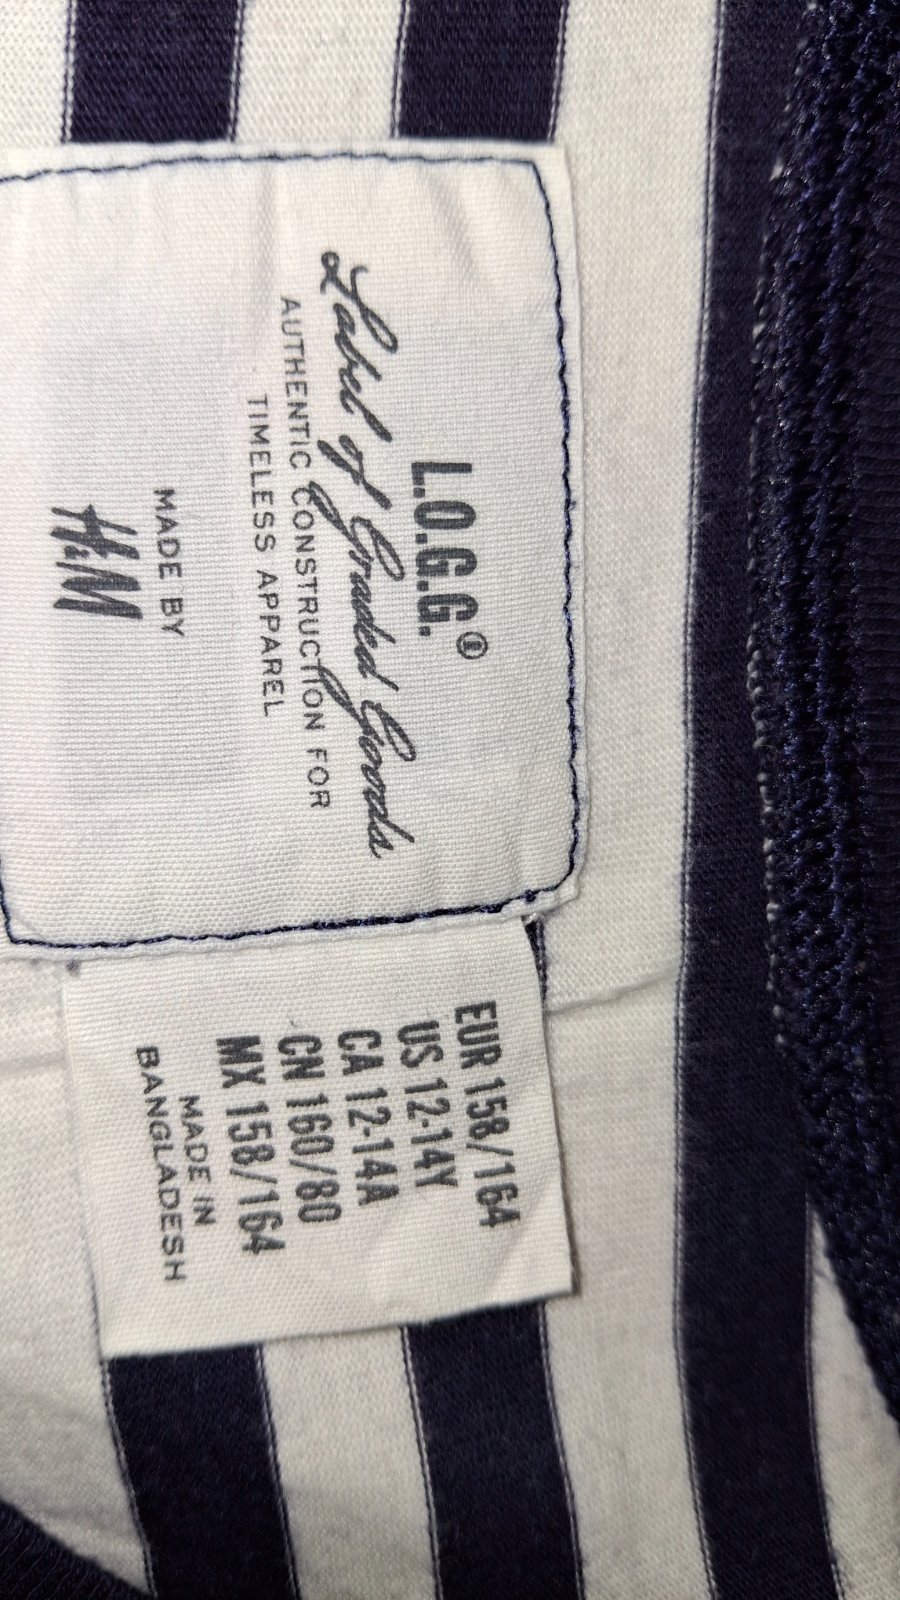 L.O.G.G.®
Label of Graded Goods
AUTHENTIC CONSTRUCTION FOR
TIMELESS APPAREL
MADE BY
H&M
EUR 158/164
US 12-14Y
CA 12-14A
CN 160/80
MX 158/164
MADE IN
BANGLADESH